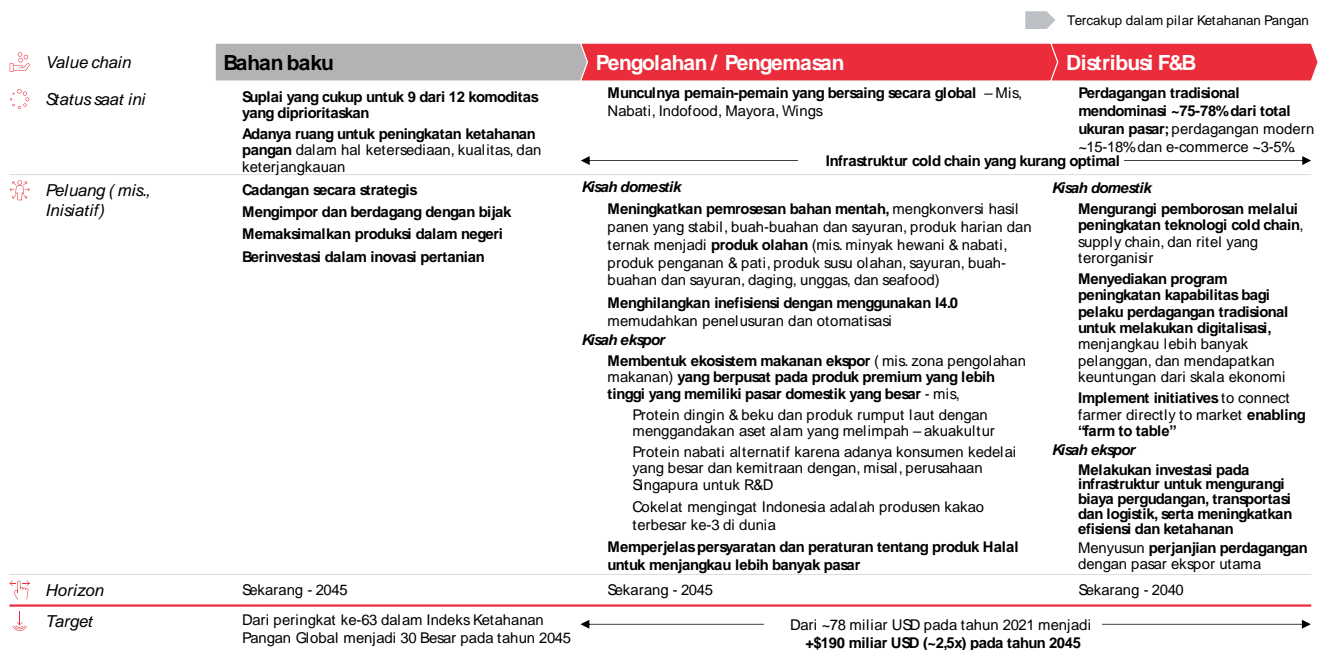 Tercakup dalam pilar Ketahanan Pangan
Value chain
Bahan baku
Pengolahan / Pengemasan
Distribusi F&B
Status saat ini
Suplai yang cukup untuk 9 dari 12 komoditas
yang diprioritaskan
Adanya ruang untuk peningkatan ketahanan
pangan dalam hal ketersediaan, kualitas, dan
keterjangkauan
Munculnya pemain-pemain yang bersaing secara global – Mis,
Nabati, Indofood, Mayora, Wings
Perdagangan tradisional
mendominasi ~75-78% dari total
ukuran pasar; perdagangan modern
~15-18% dan e-commerce ~3-5%.
Infrastruktur cold chain yang kurang optimal
Peluang ( mis.,
Inisiatif)
Cadangan secara strategis
Mengimpor dan berdagang dengan bijak
Memaksimalkan produksi dalam negeri
Berinvestasi dalam inovasi pertanian
Kisah domestik
Meningkatkan pemrosesan bahan mentah, mengkonversi hasil
panen yang stabil, buah-buahan dan sayuran, produk harian dan
ternak menjadi produk olahan (mis. minyak hewani & nabati,
produk penganan & pati, produk susu olahan, sayuran, buah-
buahan dan sayuran, daging, unggas, dan seafood)
Menghilangkan inefisiensi dengan menggunakan I4.0
memudahkan penelusuran dan otomatisasi
Kisah ekspor
Membentuk ekosistem makanan ekspor ( mis. zona pengolahan
makanan) yang berpusat pada produk premium yang lebih
tinggi yang memiliki pasar domestik yang besar - mis,
Protein dingin & beku dan produk rumput laut dengan
menggandakan aset alam yang melimpah – akuakultur
Protein nabati alternatif karena adanya konsumen kedelai
yang besar dan kemitraan dengan, misal, perusahaan
Singapura untuk R&D
Cokelat mengingat Indonesia adalah produsen kakao
terbesar ke-3 di dunia
Memperjelas persyaratan dan peraturan tentang produk Halal
untuk menjangkau lebih banyak pasar
Kisah domestik
Mengurangi pemborosan melalui
peningkatan teknologi cold chain,
supply chain, dan ritel yang
terorganisir
Menyediakan program
peningkatan kapabilitas bagi
pelaku perdagangan tradisional
untuk melakukan digitalisasi,
menjangkau lebih banyak
pelanggan, dan mendapatkan
keuntungan dari skala ekonomi
Implement initiatives to connect
farmer directly to market enabling
“farm to table”
Kisah ekspor
Melakukan investasi pada
infrastruktur untuk mengurangi
biaya pergudangan, transportasi
dan logistik, serta meningkatkan
efisiensi dan ketahanan
Menyusun perjanjian perdagangan
dengan pasar ekspor utama
Horizon
Sekarang - 2045
Sekarang - 2045
Sekarang - 2040
Target
Dari peringkat ke-63 dalam Indeks Ketahanan
Pangan Global menjadi 30 Besar pada tahun 2045
Dari ~78 miliar USD pada tahun 2021 menjadi
+$190 miliar USD (~2,5x) pada tahun 2045